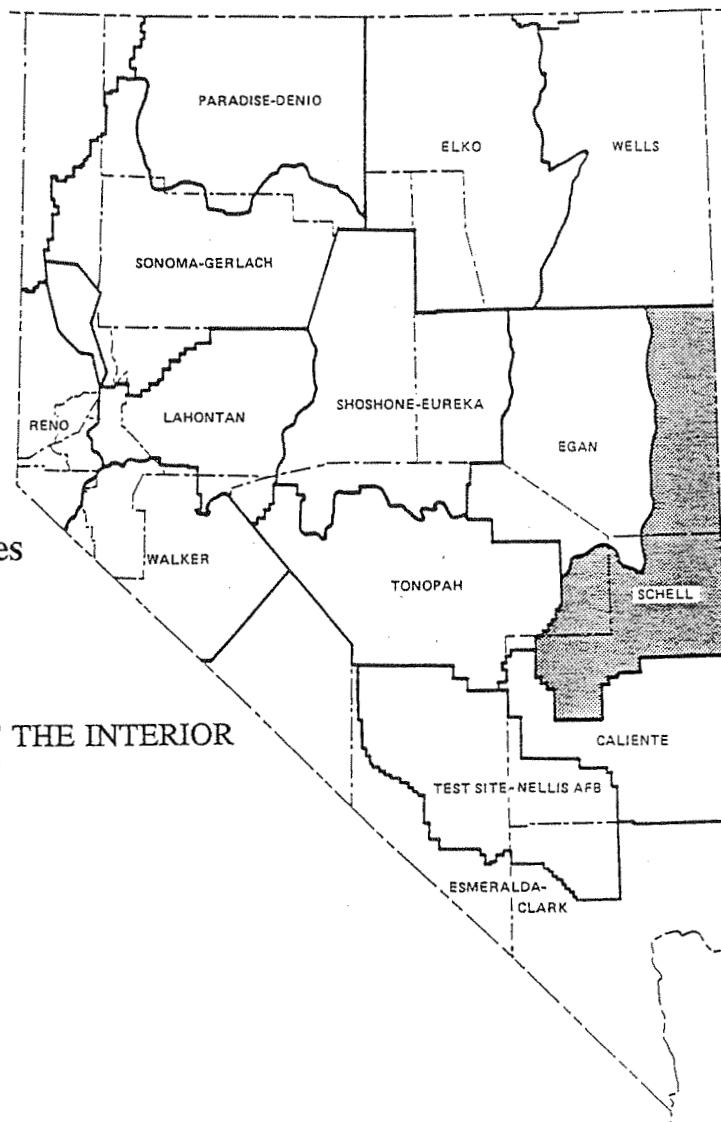 PARADISE-DENIO
ELKO
WELLS
SONOMA-GERLACH
RENO
LAHONTAN
SHOSHONE-EUREKA
EGAN
es
WALKER
TONOPAH
SCHELL
THE INTERIOR
CALIENTE
TEST SITE-NELLIS AFB
ESMERALDA-
CLARK